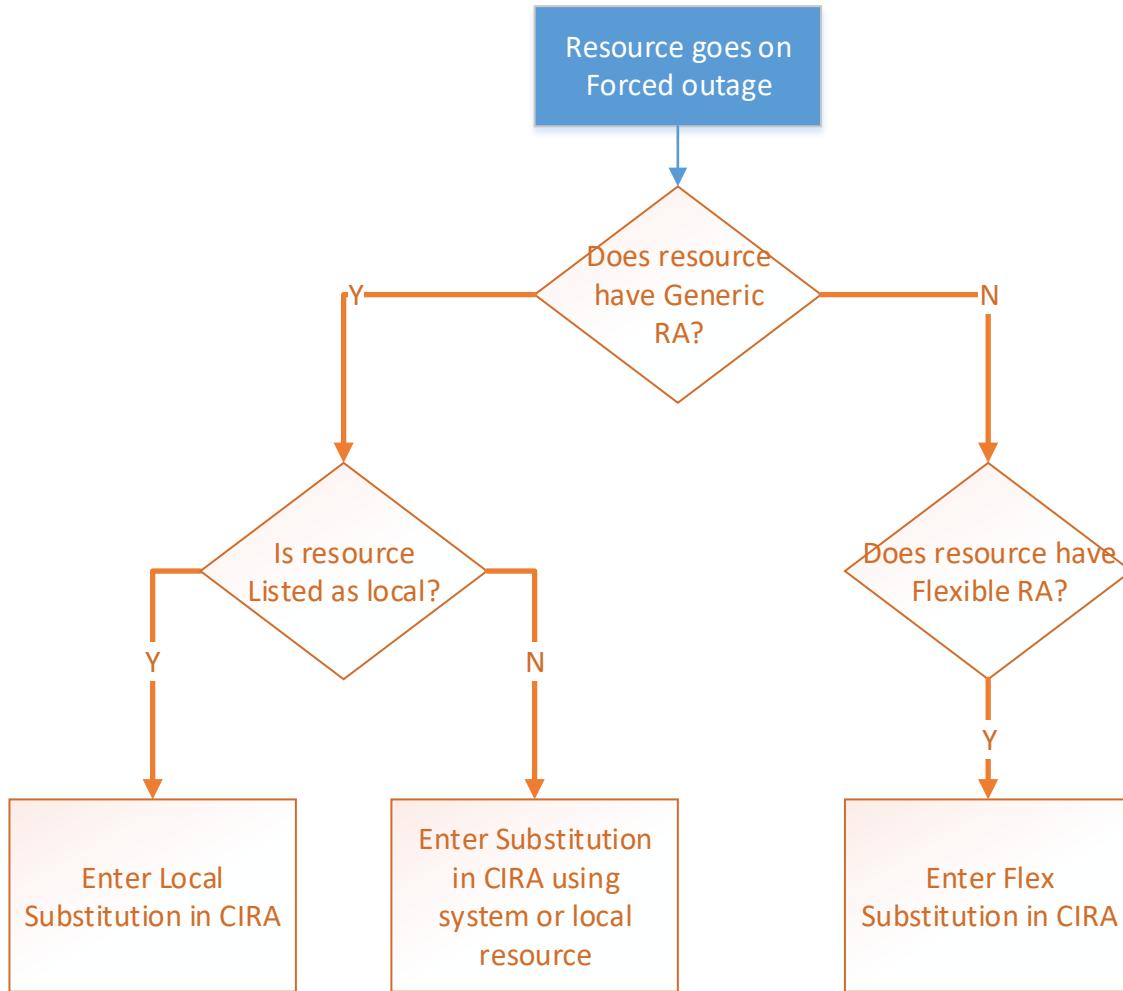 Resource goes on
Forced outage
Does resource
have Generic
RA?
Y
N
Is resource
Listed as local?
Does resource have
Flexible RA?
Y
N
Y
Enter Local
Substitution in CIRA
Enter Substitution
in CIRA using
system or local
resource
Enter Flex
Substitution in CIRA